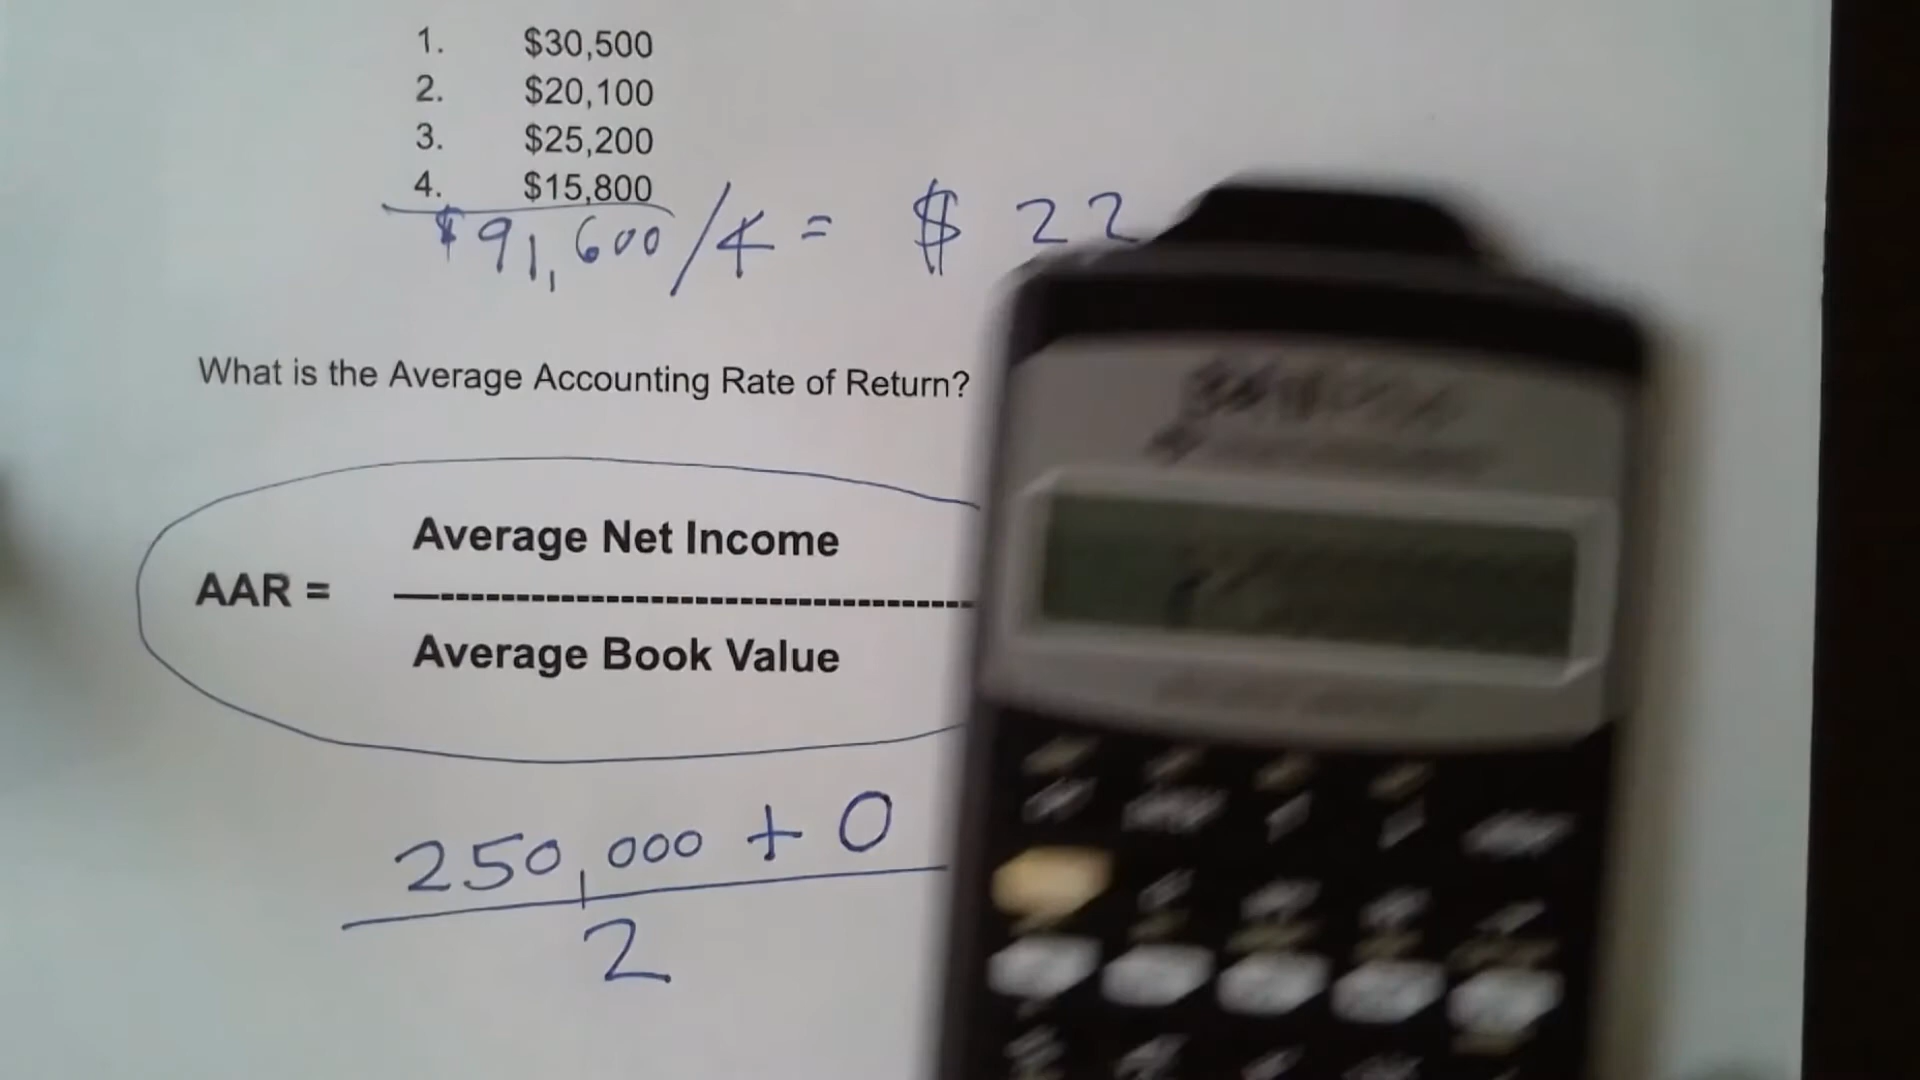 1. $30,500
2. $20,100
3. $25,200
4. $15,800
$91,600/4 = $ 22
What is the Average Accounting Rate of Return?
Average Net Income
AAR = ----------------------------------
Average Book Value
250,000 + 0
2